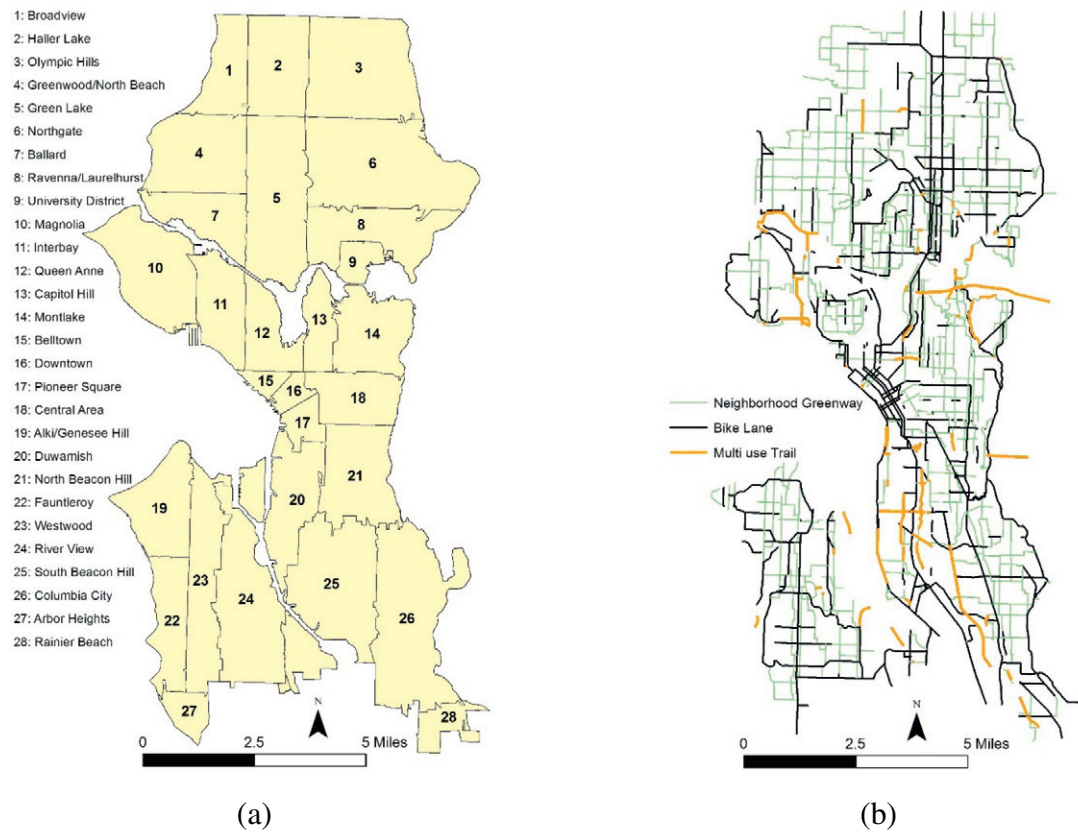 1: Broadview
2: Haller Lake
3: Olympic Hills
4: Greenwood/North Beach
5: Green Lake
6: Northgate
7: Ballard
8: Ravenna/Laurelhurst
9: University District
10: Magnolia
11: Interbay
12: Queen Anne
13: Capitol Hill
14: Montlake
15: Belltown
16: Downtown
17: Pioneer Square
18: Central Area
19: Alki/Genesee Hill
20: Duwamish
21: North Beacon Hill
22: Fauntleroy
23: Westwood
24: River View
25: South Beacon Hill
26: Columbia City
27: Arbor Heights
28: Rainier Beach
1
2
3
4
5
6
7
8
9
10
11
12
13
14
15
16
17
18
19
20
21
22
23
24
25
26
27
28
N
0 2.5 5 Miles
(a)
Neighborhood Greenway
Bike Lane
Multi use Trail
N
0 2.5 5 Miles
(b)